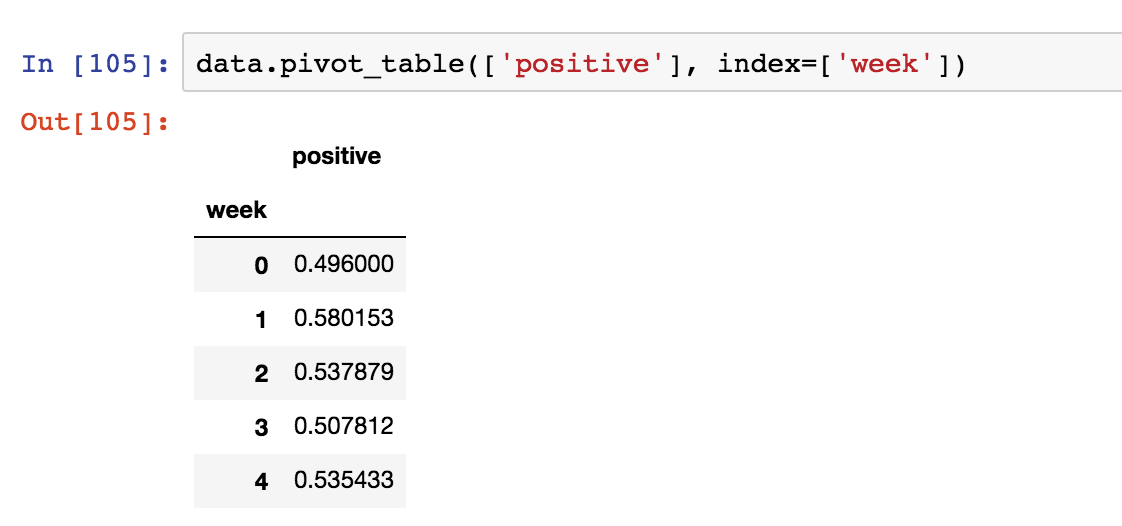 In [105]: data.pivot_table(['positive'], index=['week'])
Out[105]:
positive
week
0 0.496000
1 0.580153
2 0.537879
3 0.507812
4 0.535433